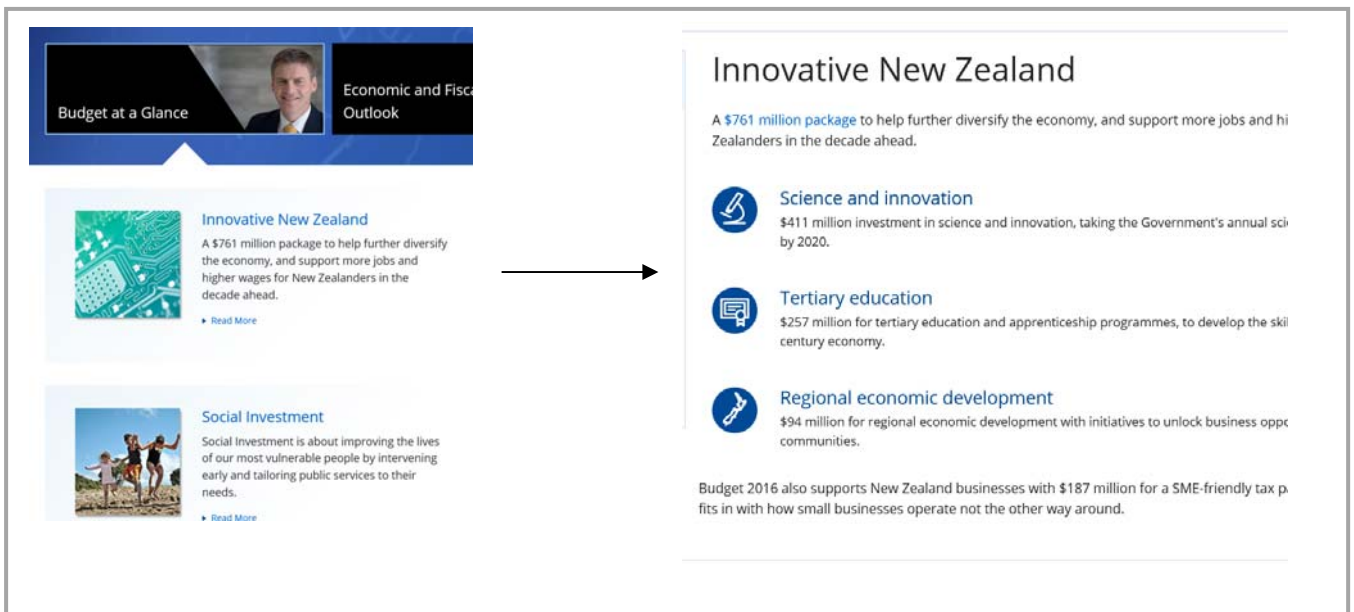 Budget at a Glance
Economic and Fisca
Outlook
Innovative New Zealand
A $761 million package to help further diversify
the economy, and support more jobs and
higher wages for New Zealanders in the
decade ahead.
Read More
Social Investment
Social Investment is about improving the lives
of our most vulnerable people by intervening
early and tailoring public services to their
needs.
Read More
Innovative New Zealand
A $761 million package to help further diversify the economy, and support more jobs and hi
Zealanders in the decade ahead.
Science and innovation
$411 million investment in science and innovation, taking the Government's annual scie
by 2020.
Tertiary education
$257 million for tertiary education and apprenticeship programmes, to develop the skil
century economy.
Regional economic development
$94 million for regional economic development with initiatives to unlock business oppo
communities.
Budget 2016 also supports New Zealand businesses with $187 million for a SME-friendly tax pa
fits in with how small businesses operate not the other way around.